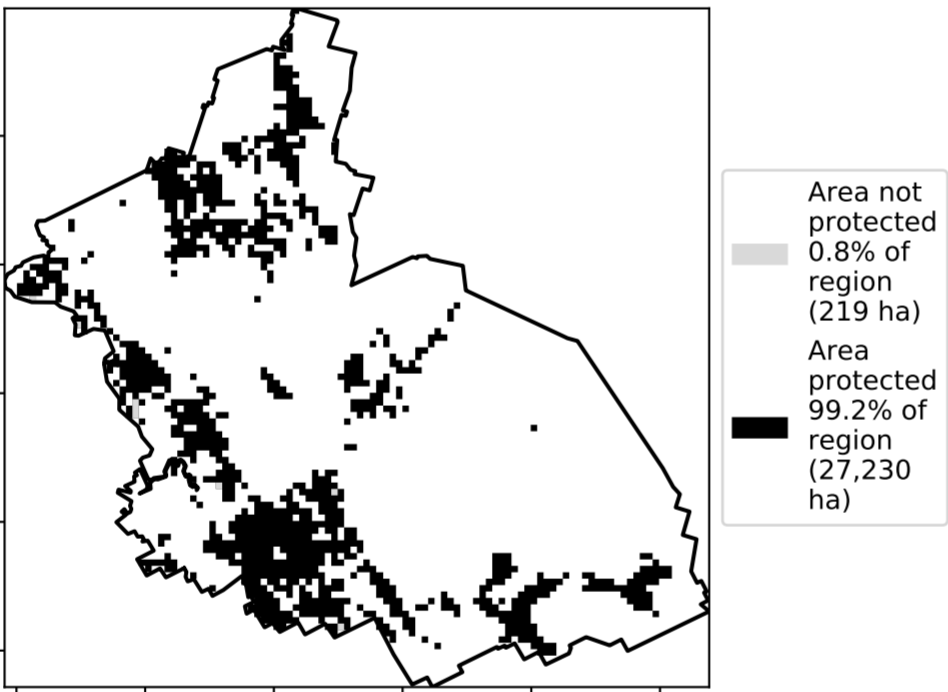 Area not
protected
0.8% of
region
(219 ha)
Area
protected
99.2% of
region
(27,230
ha)